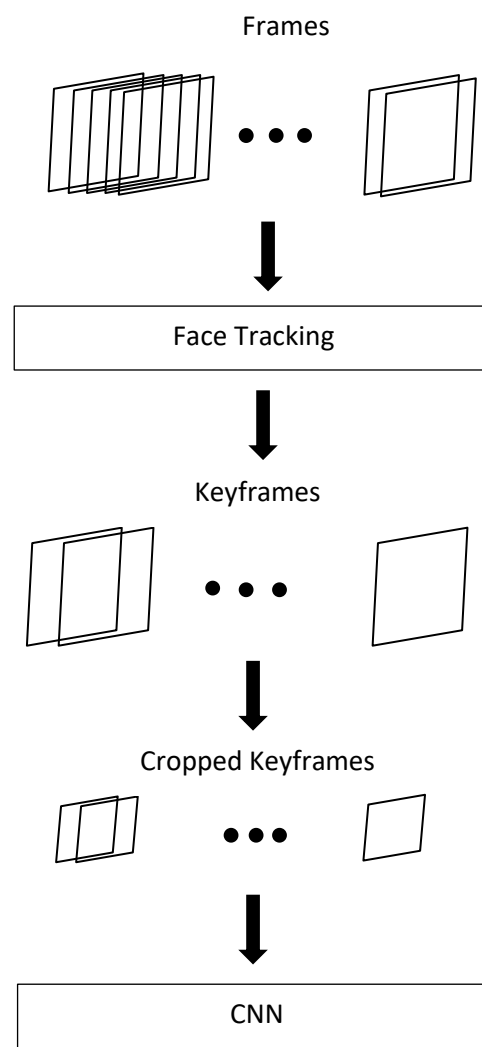 Frames
Face Tracking
Keyframes
Cropped Keyframes
CNN